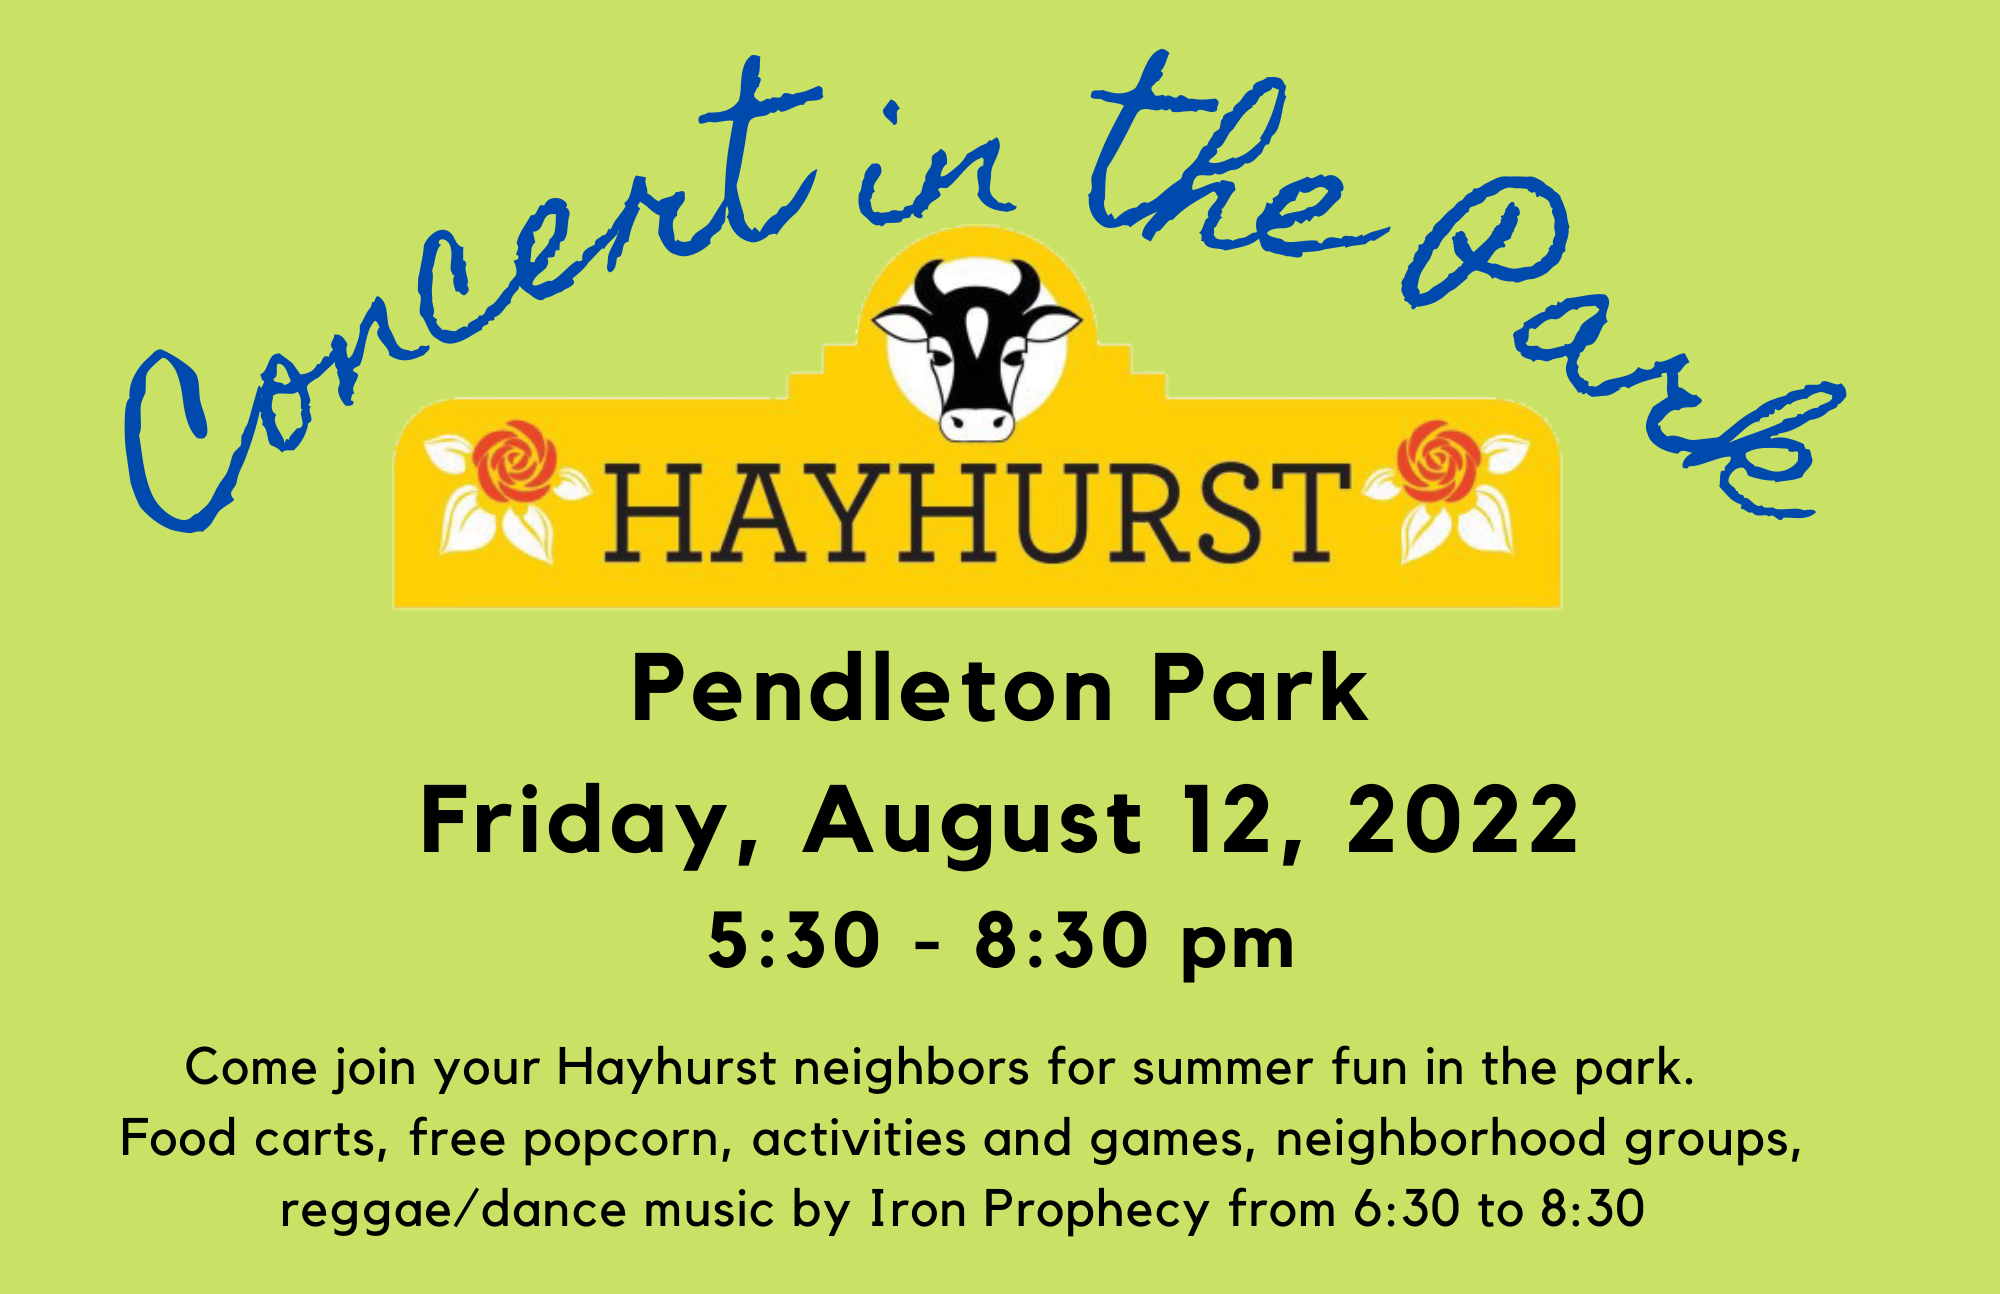 Concert in the Park
HAYHURST
Pendleton Park
Friday, August 12, 2022
5:30 - 8:30 pm
Come join your Hayhurst neighbors for summer fun in the park.
Food carts, free popcorn, activities and games, neighborhood groups,
reggae/dance music by Iron Prophecy from 6:30 to 8:30